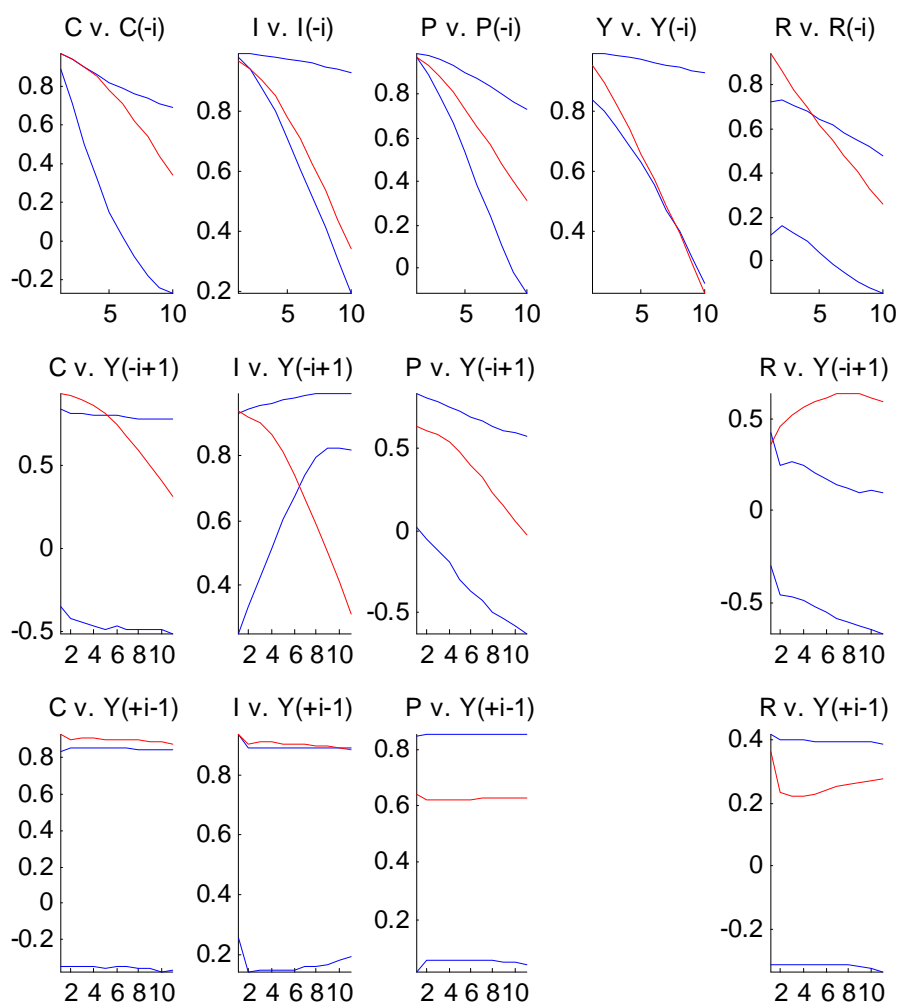 C v. C(-i) I v. I(-i) P v. P(-i) Y v. Y(-i) R v. R(-i)
0.8 0.8 0.8 0.8 0.8
0.6 0.6 0.6 0.6 0.6
0.4 0.4 0.4 0.4 0.4
0.2 0.2 0.2 0.2
0 0 0
-0.2
5 10 5 10 5 10 5 10 5 10
C v. Y(-i+1) I v. Y(-i+1) P v. Y(-i+1) R v. Y(-i+1)
0.5 0.8 0.5 0.5
0 0.6 0 0
-0.5 0.4 -0.5 -0.5
2 4 6 8 10 2 4 6 8 10 2 4 6 8 10 2 4 6 8 10
C v. Y(+i-1) I v. Y(+i-1) P v. Y(+i-1) R v. Y(+i-1)
0.8 0.8 0.8 0.4
0.6 0.6 0.6 0.2
0.4 0.4 0.4 0
0.2 0.2 0.2 -0.2
0
-0.2
2 4 6 8 10 2 4 6 8 10 2 4 6 8 10 2 4 6 8 10